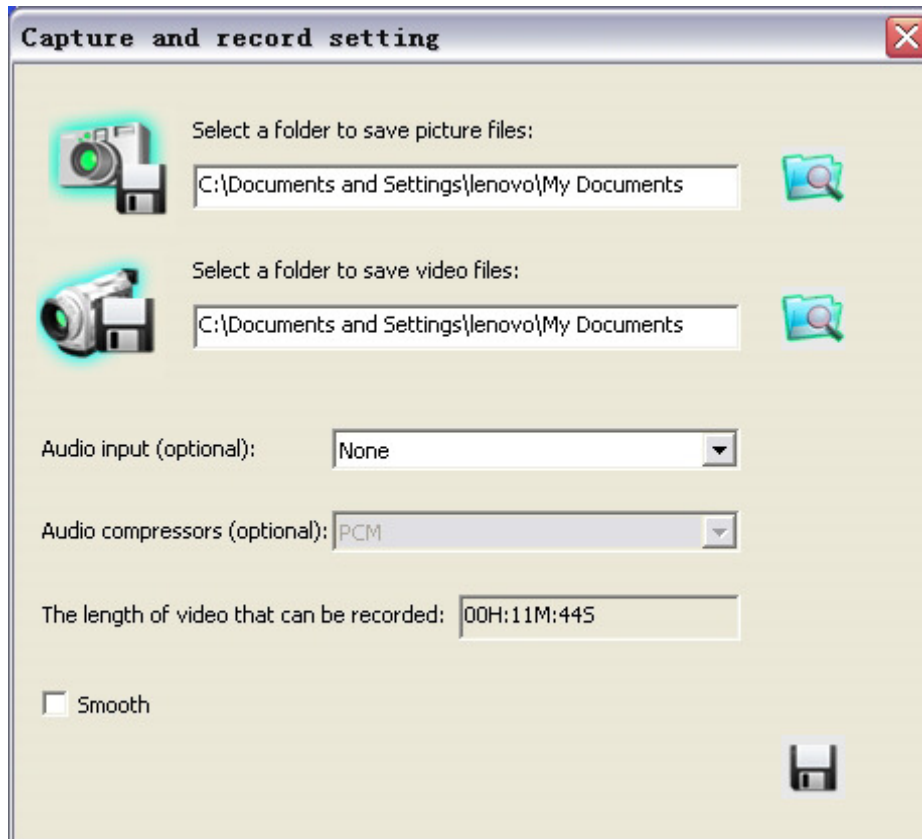 Capture and record setting
Select a folder to save picture files:
C:\Documents and Settings\lenovo\My Documents
Select a folder to save video files:
C:\Documents and Settings\lenovo\My Documents
Audio input (optional):
None
Audio compressors (optional):
PCM
The length of video that can be recorded:
00H:11M:44S
Smooth